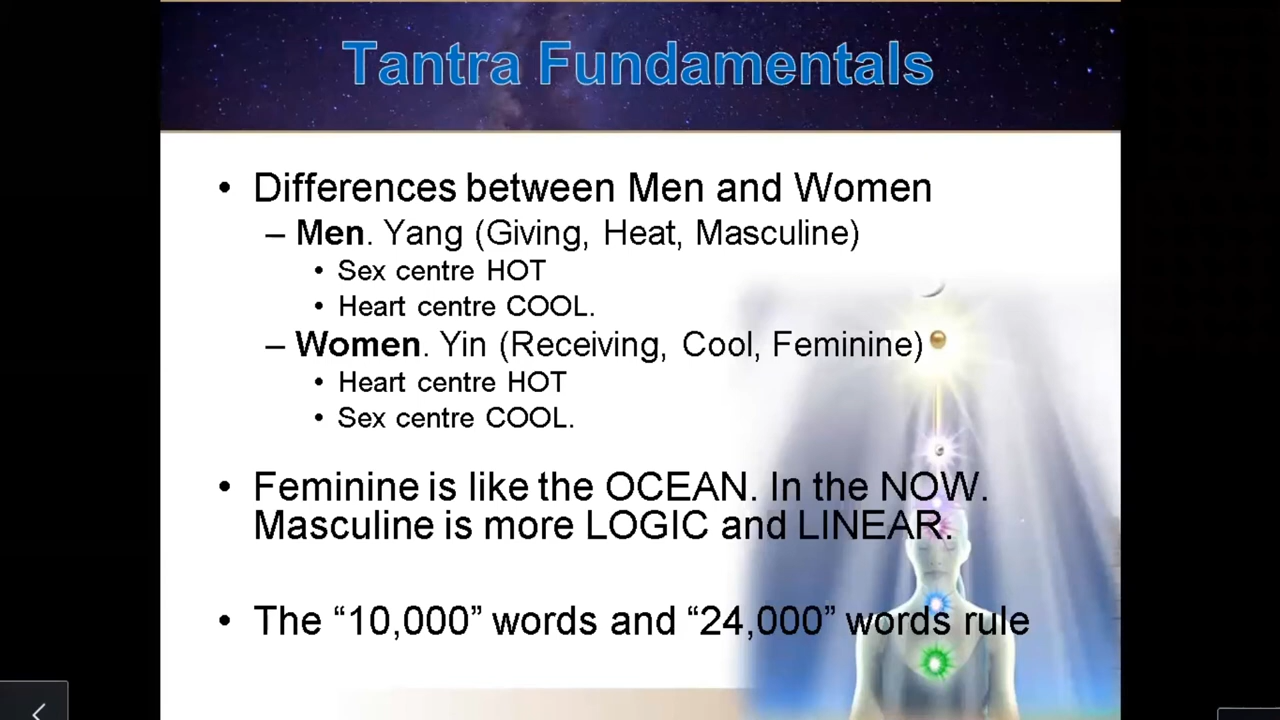 Tantra Fundamentals
• Differences between Men and Women
– Men. Yang (Giving, Heat, Masculine)
• Sex centre HOT
• Heart centre COOL.
– Women. Yin (Receiving, Cool, Feminine)
• Heart centre HOT
• Sex centre COOL.
• Feminine is like the OCEAN. In the NOW.
Masculine is more LOGIC and LINEAR.
• The “10,000” words and “24,000” words rule